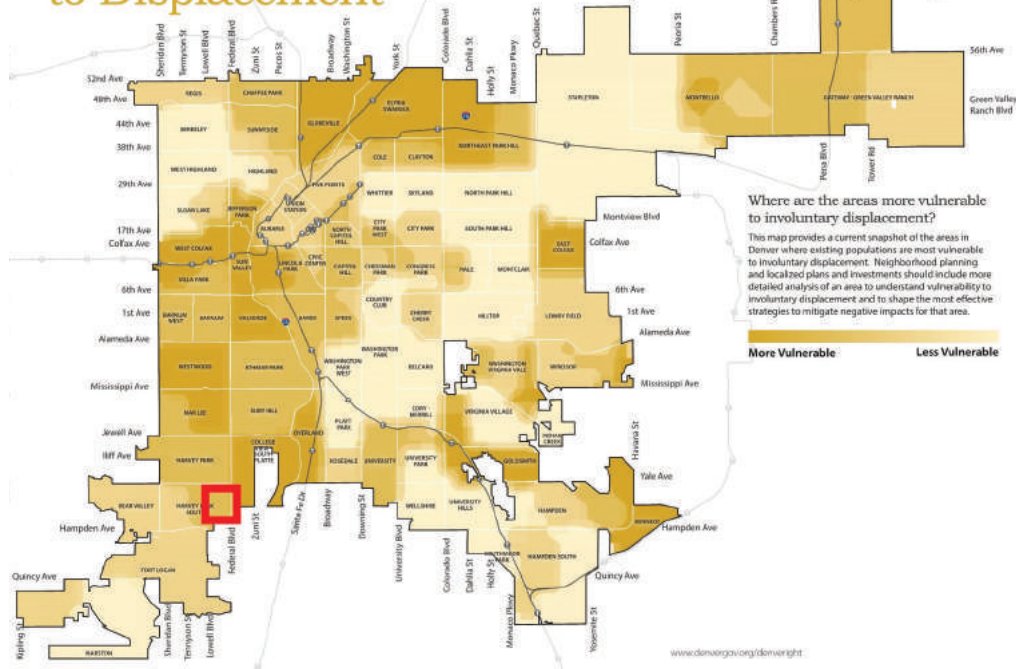 to Displacement
Sheridan Blvd
Tennyson St
Lowell Blvd
Federal Blvd
Zuni St
Pecos St
Broadway
Washington St
York St
Colorado Blvd
Dahlia St
Holly St
Monaco Pkwy
Quebec St
Peoria St
Chambers R
52nd Ave
48th Ave
44th Ave
38th Ave
29th Ave
17th Ave
Colfax Ave
6th Ave
1st Ave
Alameda Ave
Mississippi Ave
Jewell Ave
Iliff Ave
Hampden Ave
Quincy Ave
56th Ave
Green Valley
Ranch Blvd
Pena Blvd
Tower Rd
REGIS
CHAFFEE PARK
GLOBEVILLE
ELYRIA
SWANSEA
STAPLETON
MONTBELLO
GATEWAY - GREEN VALLEY RANCH
BERKELEY
SUNNYSIDE
COLE
CLAYTON
NORTHEAST PARK HILL
WEST HIGHLAND
HIGHLAND
FIVE POINTS
WHITTIER
SKYLAND
NORTH PARK HILL
SLOAN LAKE
JEFFERSON
PARK
UNION
STATION
AURARIA
NORTH
CAPITOL
HILL
CITY
PARK
WEST
CITY PARK
SOUTH PARK HILL
EAST
COLFAX
WEST COLFAX
SUN
VALLEY
LINCOLN
PARK
CIVIC
CENTER
CAPITOL
HILL
CHEESMAN
PARK
CONGRESS
PARK
HALE
MONTCLAIR
VILLA PARK
BARNUM
WEST
BARNUM
VALVERDE
BAKER
SPEER
COUNTRY
CLUB
CHERRY
CREEK
HILLTOP
LOWRY FIELD
WESTWOOD
ATHMAR PARK
WASHINGTON
PARK
WEST
WASHINGTON
PARK
BELCARO
WASHINGTON
VIRGINIA VALE
WINDSOR
MAR LEE
RUBY HILL
OVERLAND
PLATT
PARK
CORY -
MERRILL
VIRGINIA VILLAGE
INDIAN
CREEK
HARVEY PARK
COLLEGE
VIEW
SOUTH
PLATTE
ROSEDALE
UNIVERSITY
UNIVERSITY
PARK
GOLDSMITH
BEAR VALLEY
WELLSHIRE
UNIVERSITY
HILLS
HAMPDEN
KENNEDY
FORT LOGAN
SOUTHMOOR
PARK
HAMPDEN SOUTH
MARSTON
Montview Blvd
Colfax Ave
6th Ave
1st Ave
Alameda Ave
Mississippi Ave
Havana St
Yale Ave
Hampden Ave
Quincy Ave
Kipling St
Sheridan Blvd
Tennyson St
Lowell Blvd
Federal Blvd
Zuni St
Santa Fe Dr
Broadway
Downing St
University Blvd
Colorado Blvd
Dahlia St
Holly St
Monaco Pkwy
Yosemite St
Where are the areas more vulnerable
to involuntary displacement?
This map provides a current snapshot of the areas in
Denver where existing populations are most vulnerable
to involuntary displacement. Neighborhood planning
and localized plans and investments should include more
detailed analysis of an area to understand vulnerability to
involuntary displacement and to shape the most effective
strategies to mitigate negative impacts for that area.
More Vulnerable
Less Vulnerable
www.denvergov.org/denveright